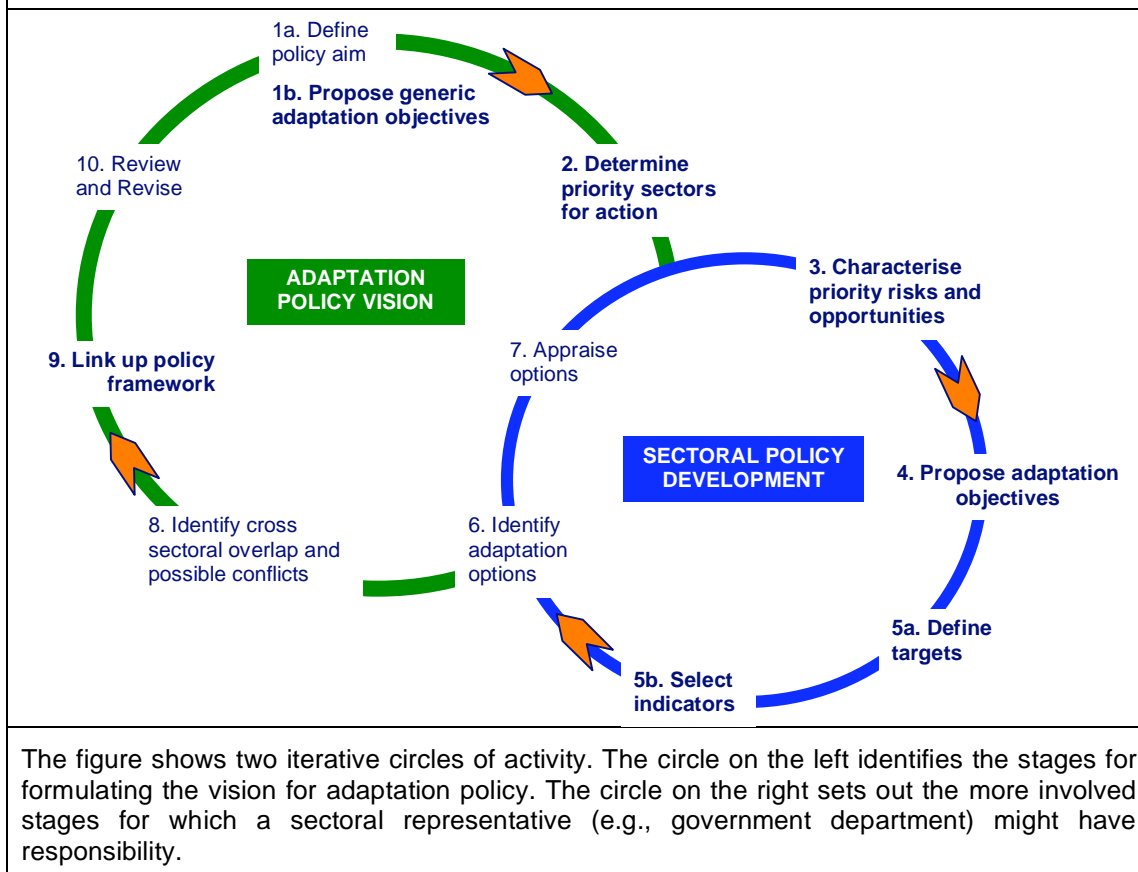 1a. Define
policy aim
1b. Propose generic
adaptation objectives
2. Determine
priority sectors
for action
3. Characterise
priority risks and
opportunities
4. Propose adaptation
objectives
5a. Define
targets
5b. Select
indicators
6. Identify
adaptation
options
7. Appraise
options
8. Identify cross
sectoral overlap and
possible conflicts
9. Link up policy
framework
10. Review
and Revise
ADAPTATION
POLICY VISION
SECTORAL POLICY
DEVELOPMENT
The figure shows two iterative circles of activity. The circle on the left identifies the stages for
formulating the vision for adaptation policy. The circle on the right sets out the more involved
stages for which a sectoral representative (e.g., government department) might have
responsibility.